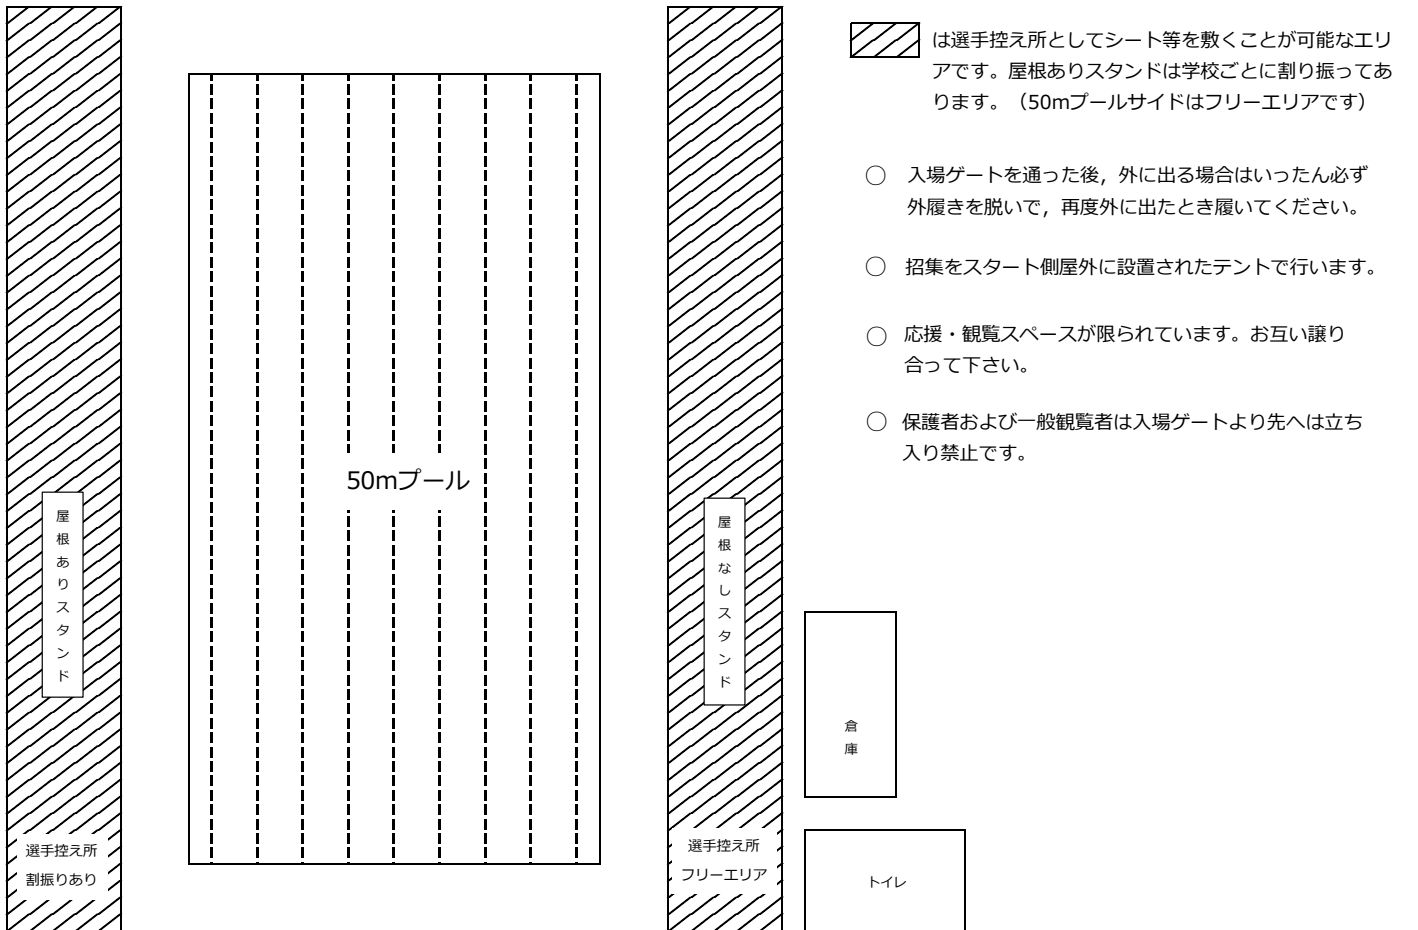 は選手控え所としてシート等を敷くことが可能なエリ
アです。屋根ありスタンドは学校ごとに割り振ってあ
ります。（50mプールサイドはフリーエリアです）
○　入場ゲートを通った後，外に出る場合はいったん必ず
外履きを脱いで，再度外に出たとき履いてください。
○　招集をスタート側屋外に設置されたテントで行います。
○　応援・観覧スペースが限られています。お互い譲り
合って下さい。
○　保護者および一般観覧者は入場ゲートより先へは立ち
入り禁止です。
50mプール
屋根ありスタンド
屋根なしスタンド
倉庫
選手控え所
割振りあり
選手控え所
フリーエリア
トイレ